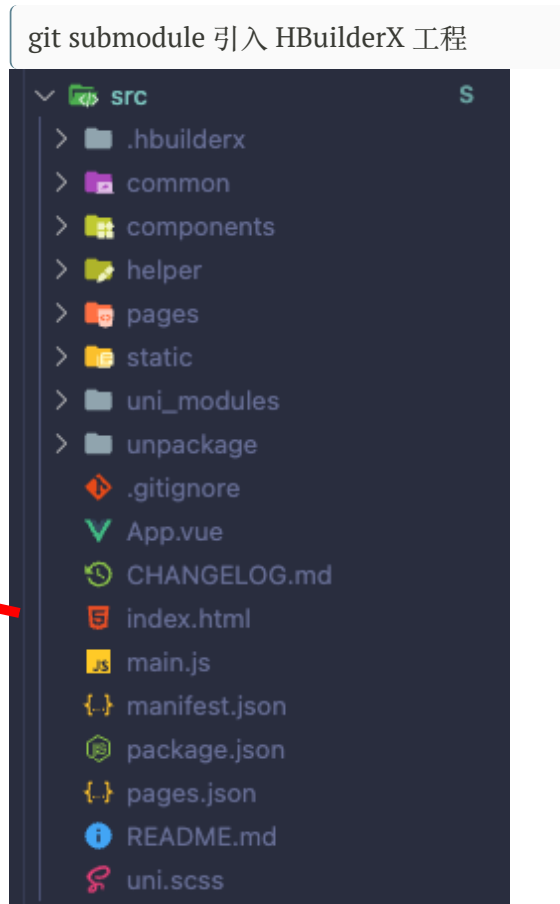 git submodule 引入 HBuilderX 工程
src S
.hbuilderx
common
components
helper
pages
static
uni_modules
unpackage
.gitignore
App.vue
CHANGELOG.md
index.html
JS main.js
{..} manifest.json
package.json
{..} pages.json
README.md
uni.scss